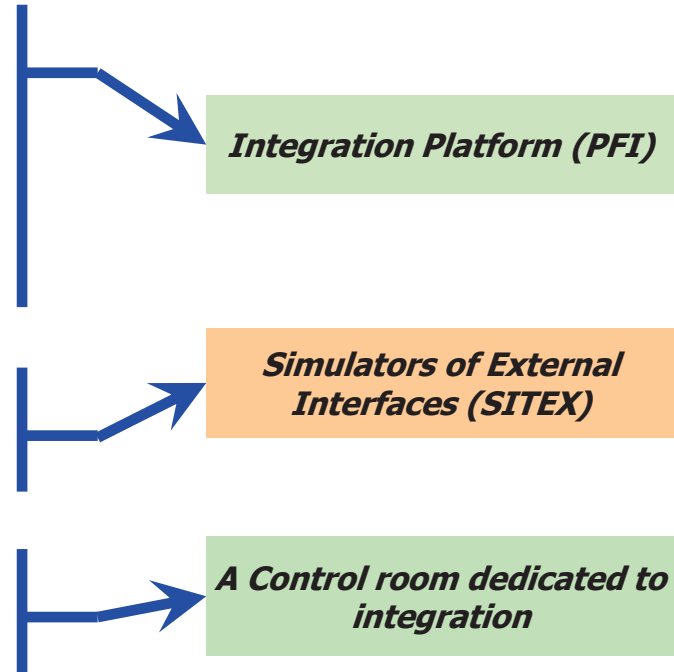 Integration Platform (PFI)
Simulators of External
Interfaces (SITEX)
A Control room dedicated to
integration